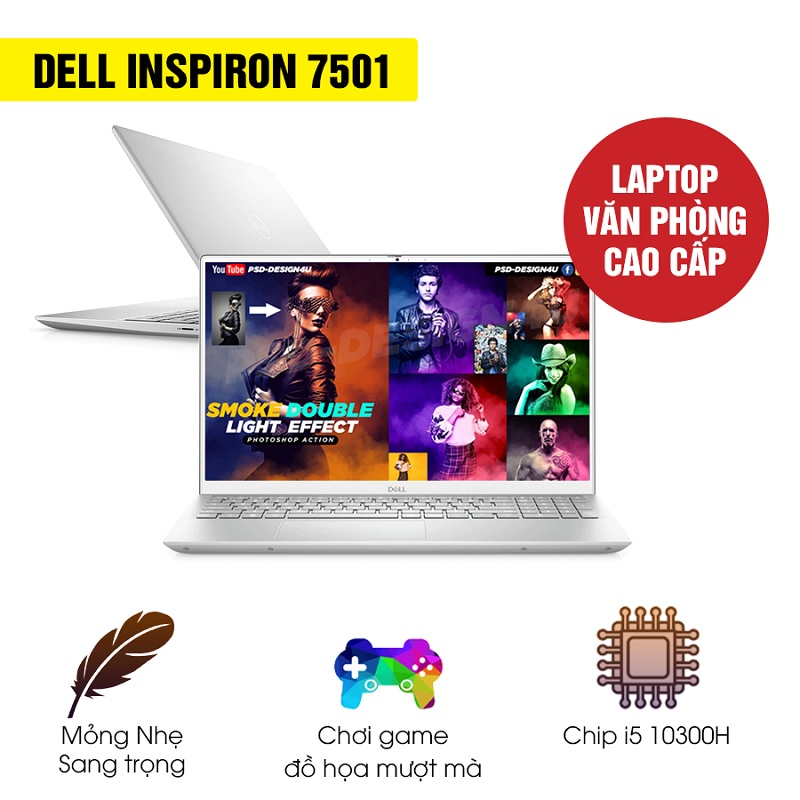 DELL INSPIRON 7501
LAPTOP
VĂN PHÒNG
CAO CẤP
YouTube PSD-DESIGN4U
PSD-DESIGN4U f
SMOKE DOUBLE
LIGHT EFFECT
PHOTOSHOP ACTION
DELL
Mỏng Nhẹ
Sang trọng
Chơi game
đồ họa mượt mà
Chip i5 10300H